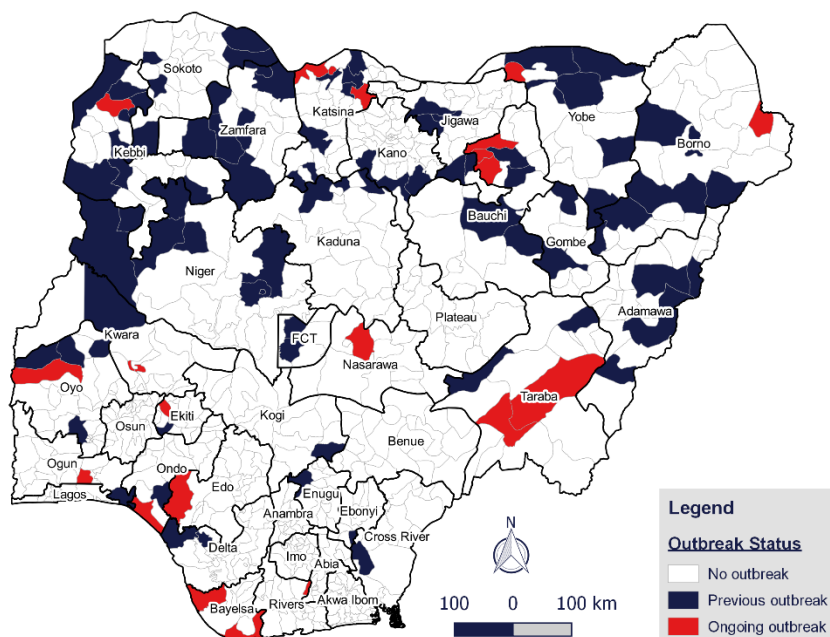 Sokoto
Katsina
Jigawa
Yobe
Zamfara
Kebbi
Kano
Borno
Bauchi
Kaduna
Gombe
Niger
Adamawa
Plateau
FCT
Kwara
Nasarawa
Oyo
Taraba
Ekiti
Osun
Kogi
Benue
Ogun
Ondo
Edo
Lagos
Enugu
Anambra
Ebonyi
Cross River
Delta
Imo
Abia
Bayelsa
Rivers
Akwa Ibom
N
100 0 100 km
Legend
Outbreak Status
No outbreak
Previous outbreak
Ongoing outbreak